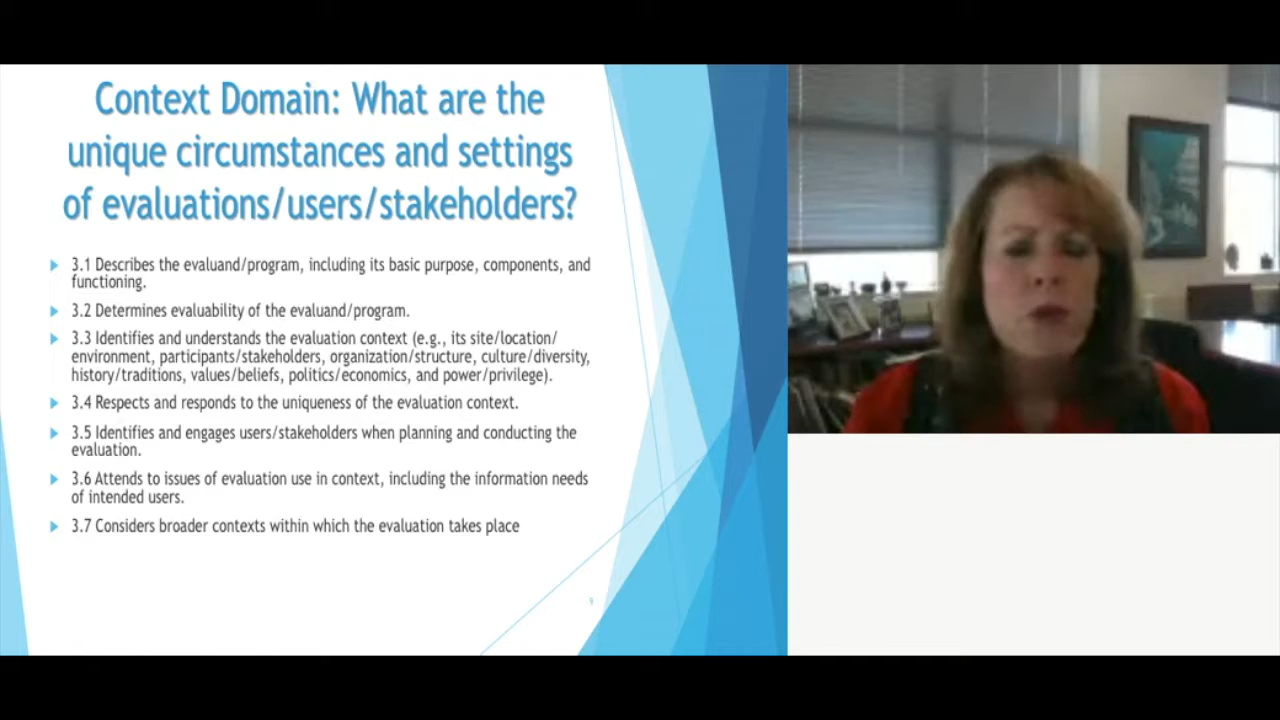 Context Domain: What are the
unique circumstances and settings
of evaluations/users/stakeholders?
3.1 Describes the evaluand/program, including its basic purpose, components, and
functioning.
3.2 Determines evaluability of the evaluand/program.
3.3 Identifies and understands the evaluation context (e.g., its site/location/
environment, participants/stakeholders, organization/structure, culture/diversity,
history/traditions, values/beliefs, politics/economics, and power/privilege).
3.4 Respects and responds to the uniqueness of the evaluation context.
3.5 Identifies and engages users/stakeholders when planning and conducting the
evaluation.
3.6 Attends to issues of evaluation use in context, including the information needs
of intended users.
3.7 Considers broader contexts within which the evaluation takes place
9